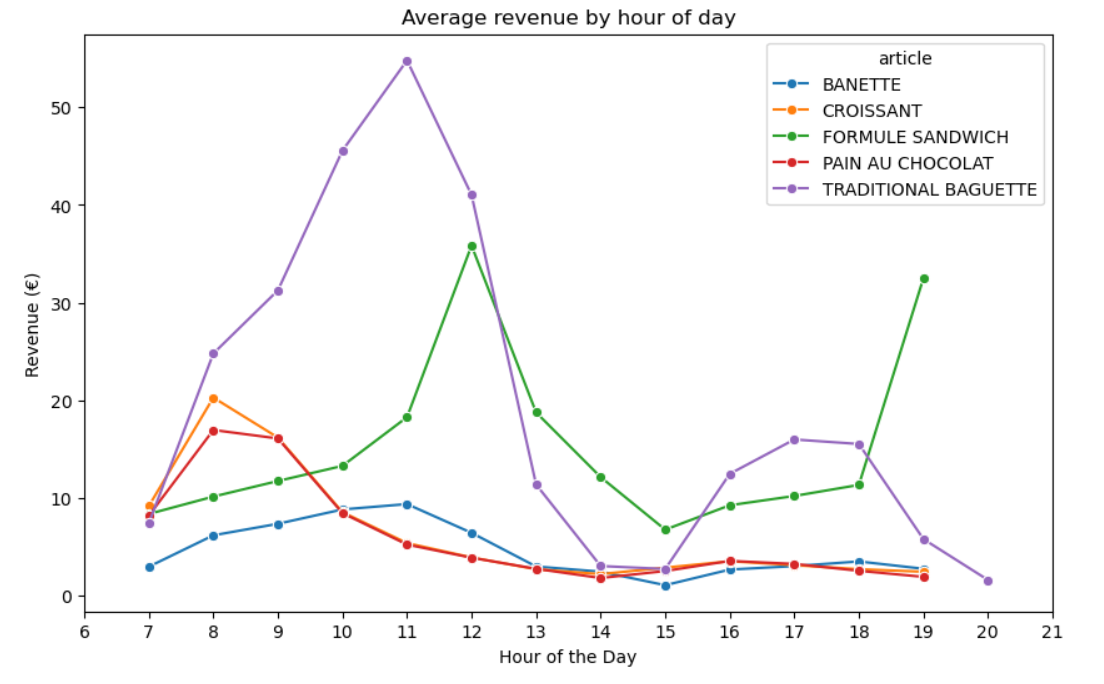 Average revenue by hour of day
article
BANETTE
CROISSANT
FORMULE SANDWICH
PAIN AU CHOCOLAT
TRADITIONAL BAGUETTE
Revenue (€)
50
40
30
20
10
0
6 7 8 9 10 11 12 13 14 15 16 17 18 19 20 21
Hour of the Day